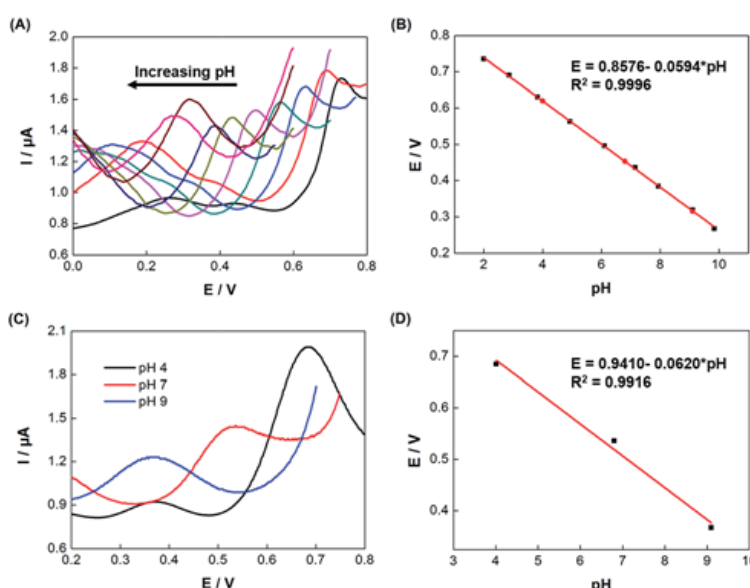 (A)
2.0
1.8
1.6
1.4
1.2
1.0
0.8
0.6
I / µA
Increasing pH
0.0 0.2 0.4 0.6 0.8
E / V
(B)
0.8
0.7
0.6
0.5
0.4
0.3
0.2
E / V
E = 0.8576- 0.0594*pH
R² = 0.9996
2 4 6 8 10
pH
(C)
2.1
1.8
1.5
1.2
0.9
0.6
I / µA
pH 4
pH 7
pH 9
0.2 0.3 0.4 0.5 0.6 0.7 0.8
E / V
(D)
0.7
0.6
0.5
0.4
E / V
E = 0.9410- 0.0620*pH
R² = 0.9916
3 4 5 6 7 8 9 10
pH